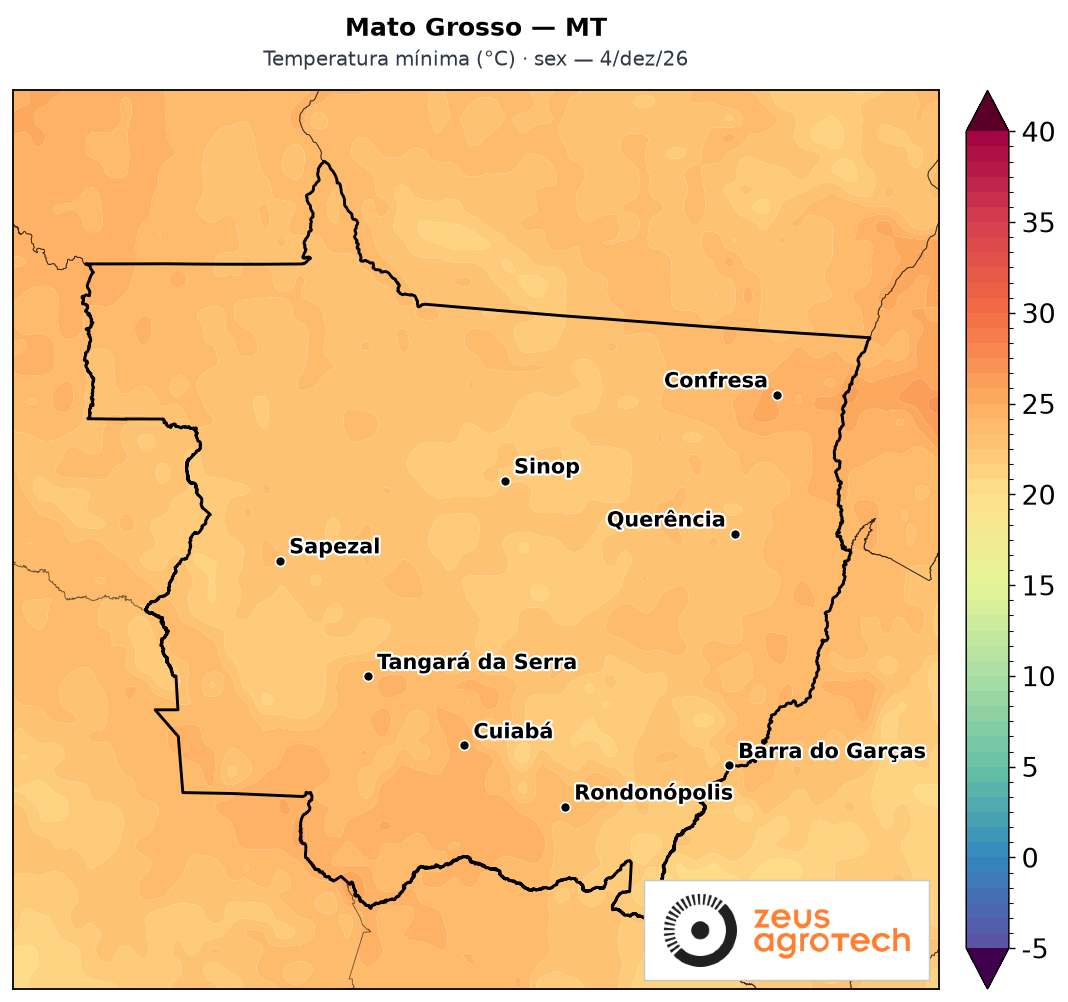 Mato Grosso — MT
Temperatura mínima (°C) · sex — 4/dez/26
40
35
30
25
20
15
10
5
0
-5
Confresa
Sinop
Querência
Sapezal
Tangará da Serra
Cuiabá
Barra do Garças
Rondonópolis
zeus
agrotech